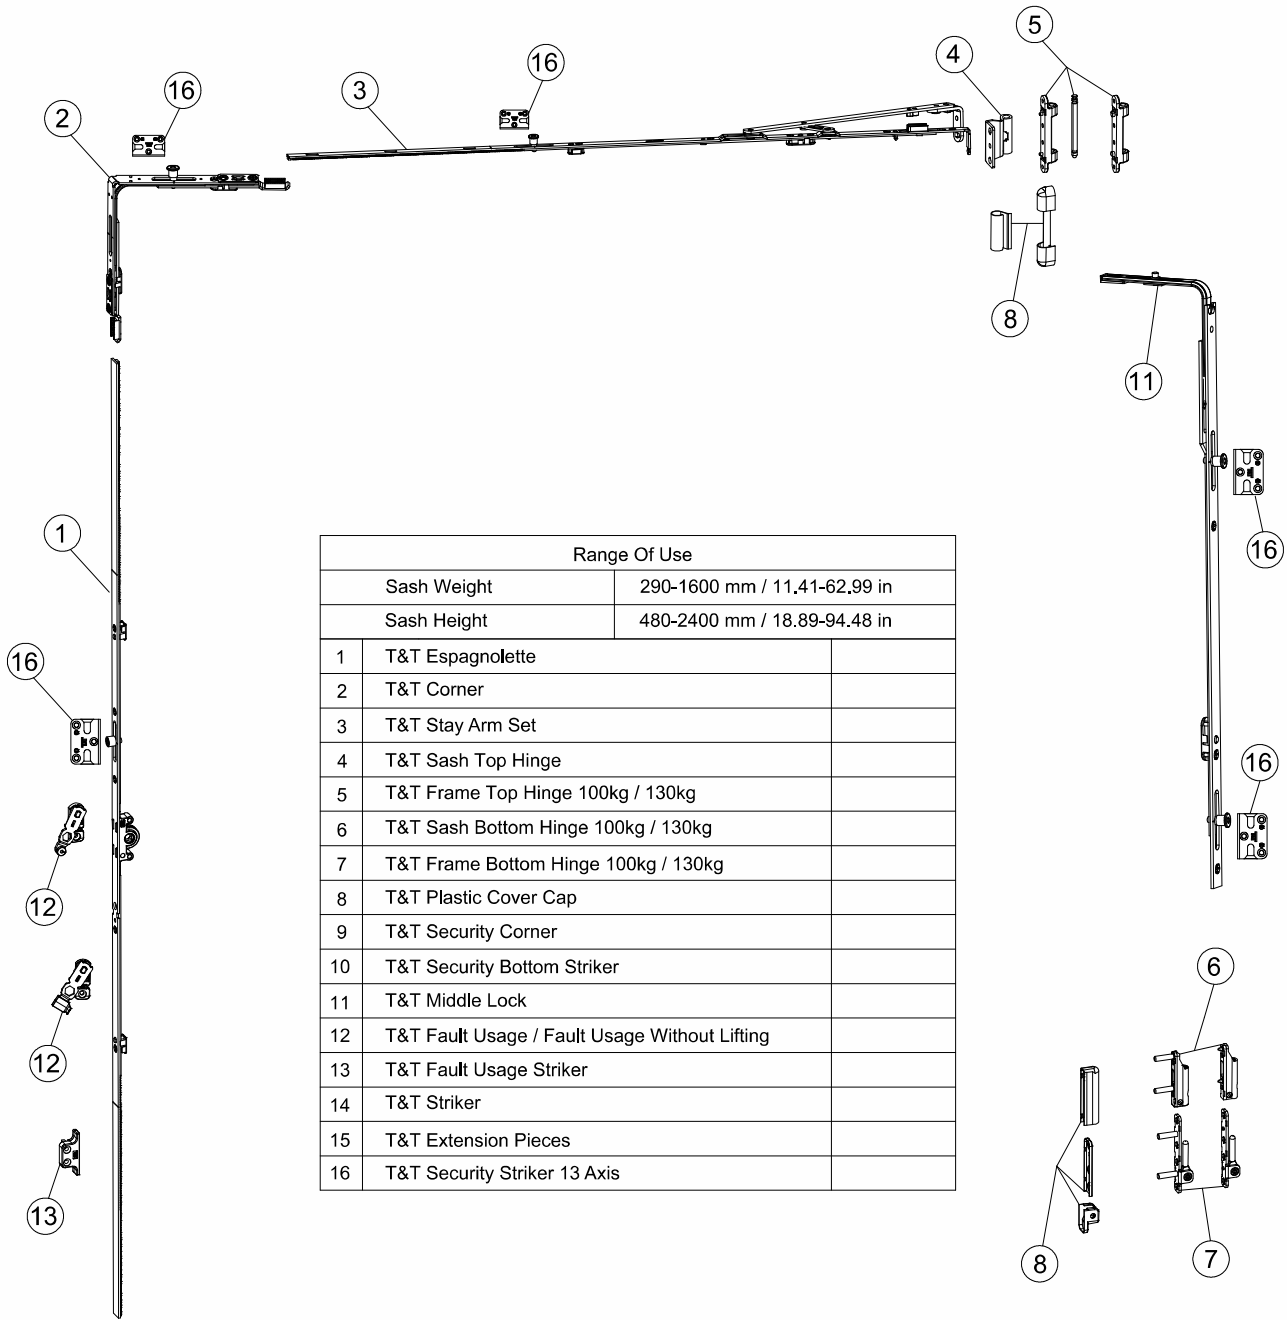 5
4
16
16
3
2
8
11
1
16
16
16
16
12
12
13
6
8
7
Range Of Use
Sash Weight 290-1600 mm / 11.41-62.99 in
Sash Height 480-2400 mm / 18.89-94.48 in
1 T&T Espagnolette
2 T&T Corner
3 T&T Stay Arm Set
4 T&T Sash Top Hinge
5 T&T Frame Top Hinge 100kg / 130kg
6 T&T Sash Bottom Hinge 100kg / 130kg
7 T&T Frame Bottom Hinge 100kg / 130kg
8 T&T Plastic Cover Cap
9 T&T Security Corner
10 T&T Security Bottom Striker
11 T&T Middle Lock
12 T&T Fault Usage / Fault Usage Without Lifting
13 T&T Fault Usage Striker
14 T&T Striker
15 T&T Extension Pieces
16 T&T Security Striker 13 Axis